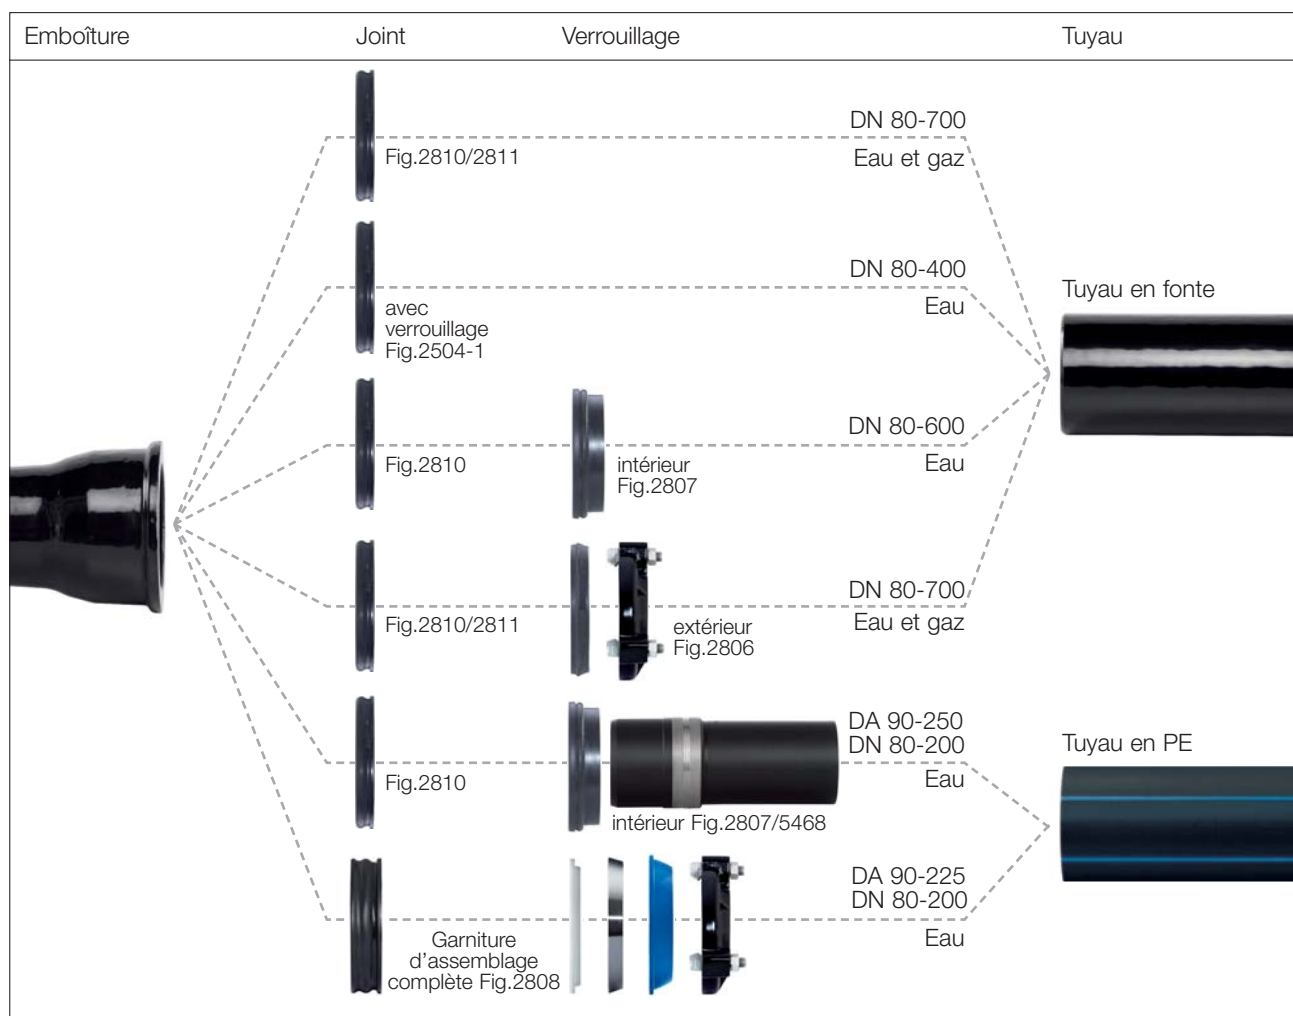 Emboîture
Joint
Verrouillage
Tuyau
DN 80-700
Fig.2810/2811
Eau et gaz
DN 80-400
Eau
avec
verrouillage
Fig.2504-1
Tuyau en fonte
DN 80-600
Fig.2810
intérieur
Fig.2807
Eau
DN 80-700
Fig.2810/2811
extérieur
Fig.2806
Eau et gaz
DA 90-250
DN 80-200
Tuyau en PE
Fig.2810
Eau
intérieur Fig.2807/5468
DA 90-225
DN 80-200
Garniture
d'assemblage
complète Fig.2808
Eau